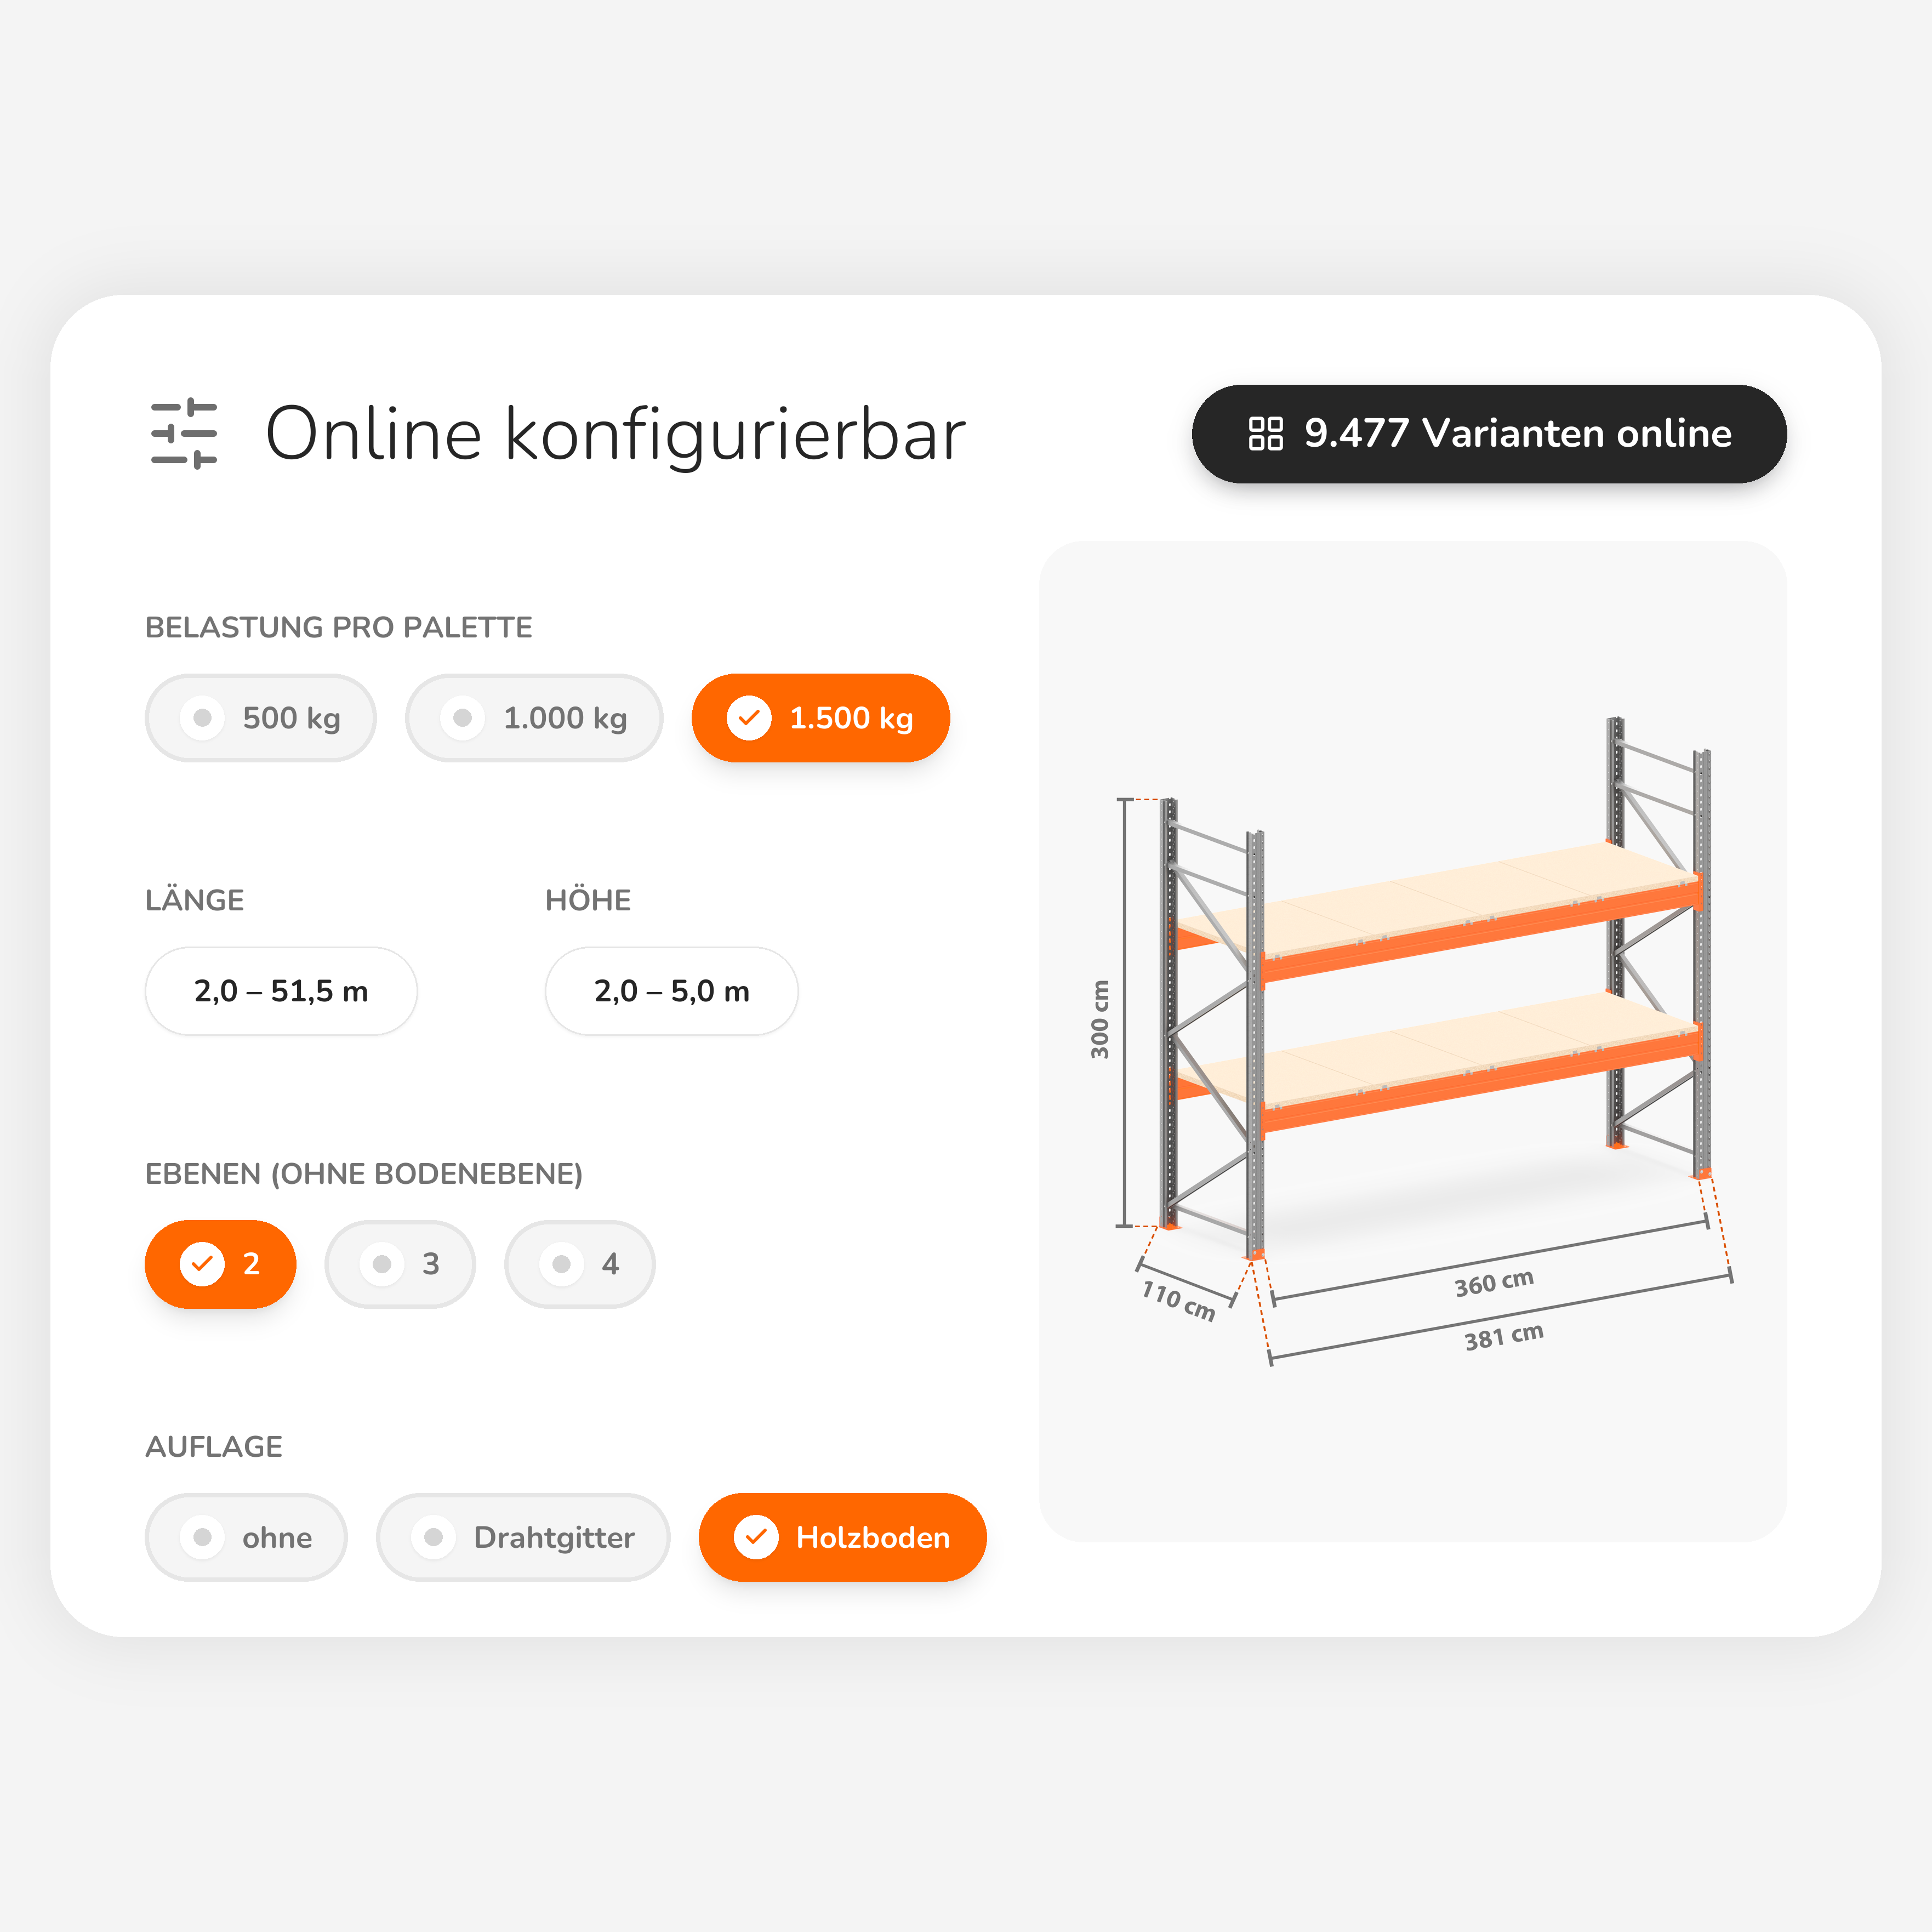 Online konfigurierbar
9.477 Varianten online
BELASTUNG PRO PALETTE
500 kg
1.000 kg
1.500 kg
LÄNGE
HÖHE
2,0 – 51,5 m
2,0 – 5,0 m
EBENEN (OHNE BODENEBENE)
2
3
4
AUFLAGE
ohne
Drahtgitter
Holzboden
300 cm
110 cm
360 cm
381 cm